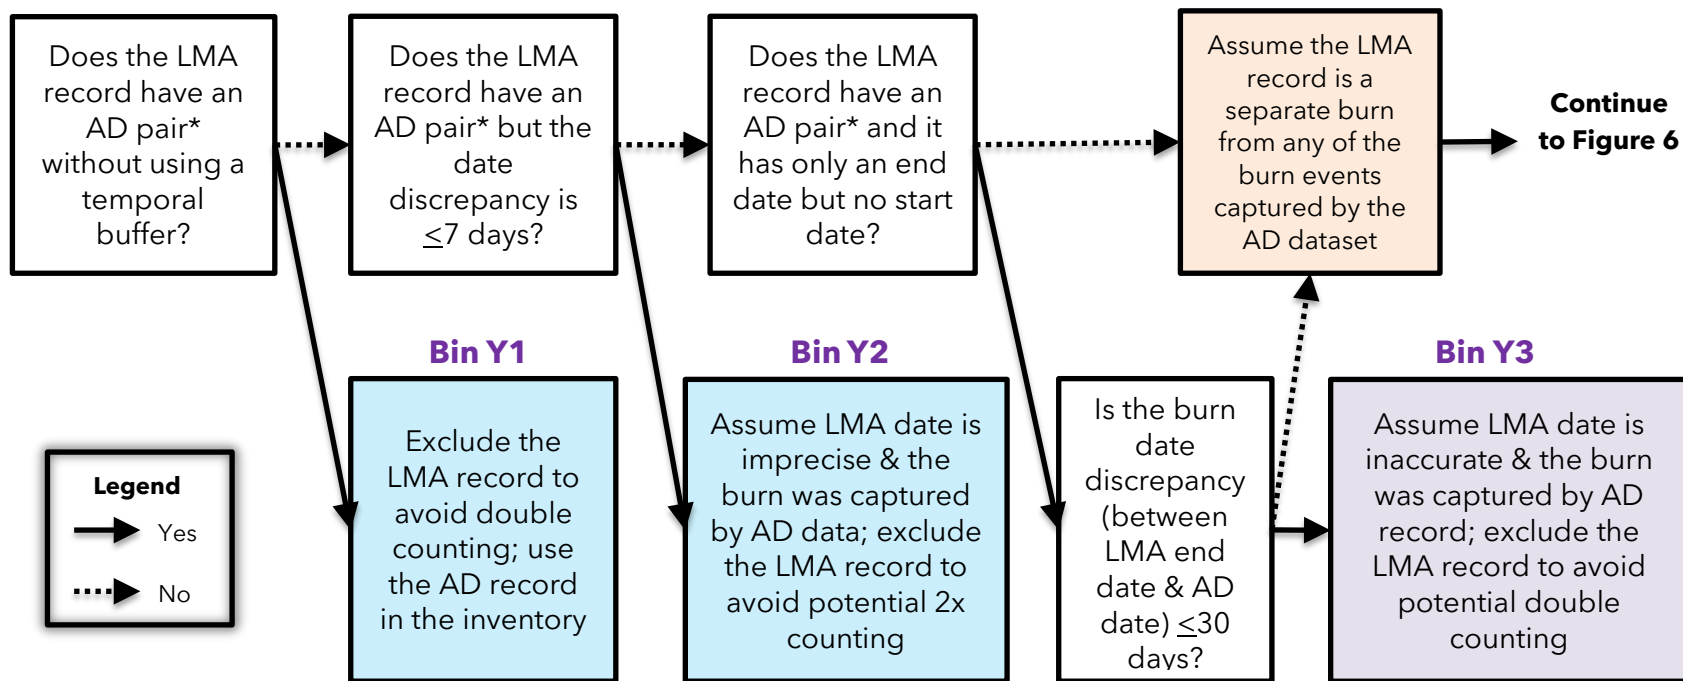 Does the LMA
record have an
AD pair*
without using a
temporal
buffer?
Does the LMA
record have an
AD pair* but the
date
discrepancy is
≤7 days?
Does the LMA
record have an
AD pair* and it
has only an end
date but no start
date?
Assume the LMA
record is a
separate burn
from any of the
burn events
captured by the
AD dataset
Continue
to Figure 6
Bin Y1
Exclude the
LMA record to
avoid double
counting; use
the AD record
in the inventory
Bin Y2
Assume LMA date is
imprecise & the
burn was captured
by AD data; exclude
the LMA record to
avoid potential 2x
counting
Is the burn
date
discrepancy
(between
LMA end
date & AD
date) ≤30
days?
Bin Y3
Assume LMA date is
inaccurate & the burn
was captured by AD
record; exclude the
LMA record to avoid
potential double
counting
Legend
Yes
No